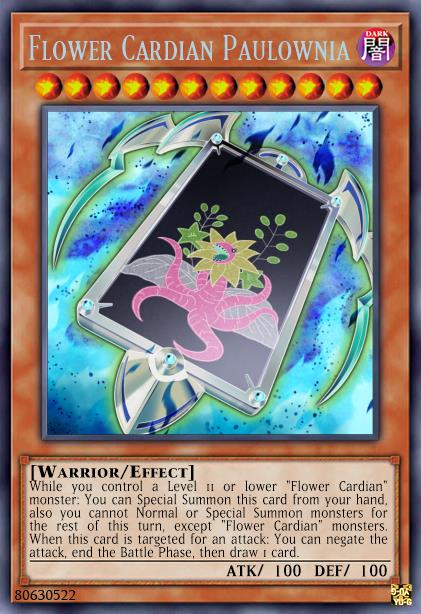 FLOWER CARDIAN PAULOWNIA
DARK
闇
[WARRIOR/EFFECT]
While you control a Level 11 or lower "Flower Cardian"
monster: You can Special Summon this card from your hand,
also you cannot Normal or Special Summon monsters for
the rest of this turn, except "Flower Cardian" monsters.
When this card is targeted for an attack: You can negate the
attack, end the Battle Phase, then draw 1 card.
ATK/ 100 DEF/ 100
80630522